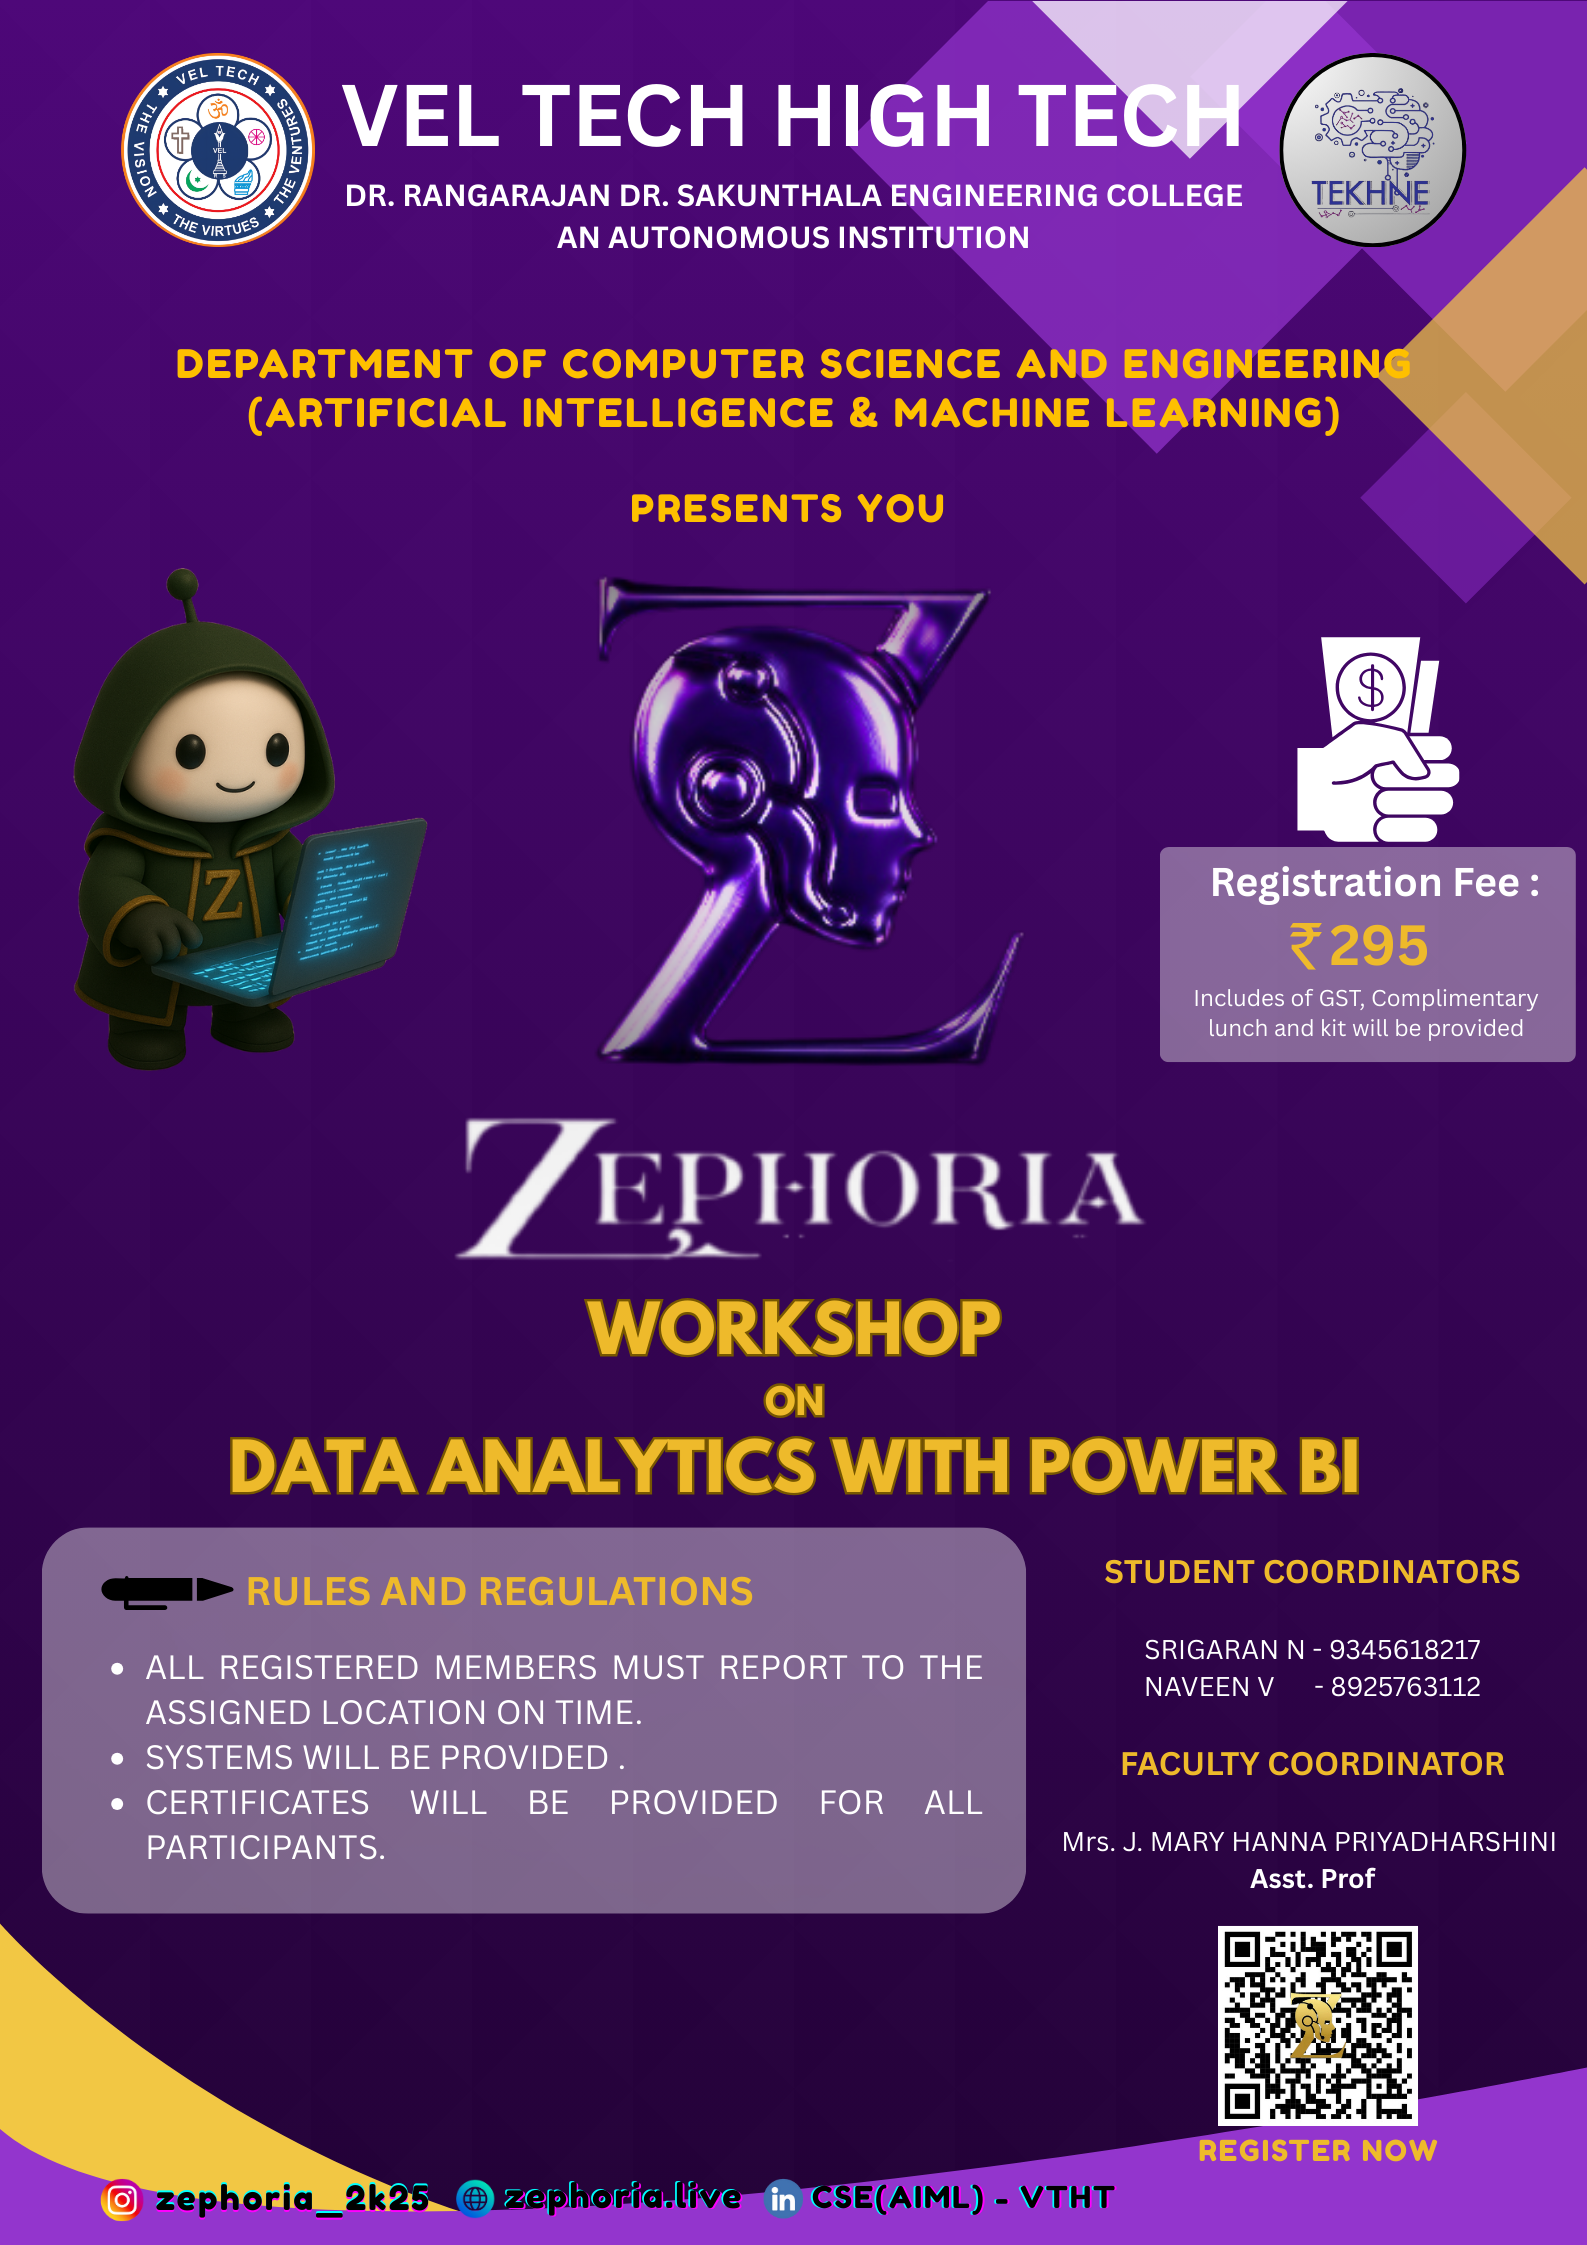 VEL TECH
THE VISION
THE VENTURES
THE VIRTUES
VEL
VEL TECH HIGH TECH
DR. RANGARAJAN DR. SAKUNTHALA ENGINEERING COLLEGE
AN AUTONOMOUS INSTITUTION
TEKHNE
DEPARTMENT OF COMPUTER SCIENCE AND ENGINEERING
(ARTIFICIAL INTELLIGENCE & MACHINE LEARNING)
PRESENTS YOU
Z
$
Registration Fee :
₹295
Includes of GST, Complimentary
lunch and kit will be provided
ZEPHORIA
WORKSHOP
ON
DATA ANALYTICS WITH POWER BI
RULES AND REGULATIONS
• ALL REGISTERED MEMBERS MUST REPORT TO THE
ASSIGNED LOCATION ON TIME.
• SYSTEMS WILL BE PROVIDED .
• CERTIFICATES WILL BE PROVIDED FOR ALL
PARTICIPANTS.
STUDENT COORDINATORS
SRIGARAN N - 9345618217
NAVEEN V - 8925763112
FACULTY COORDINATOR
Mrs. J. MARY HANNA PRIYADHARSHINI
Asst. Prof
REGISTER NOW
zephoria_2k25
zephoria.live
in
CSE(AIML) - VTHT